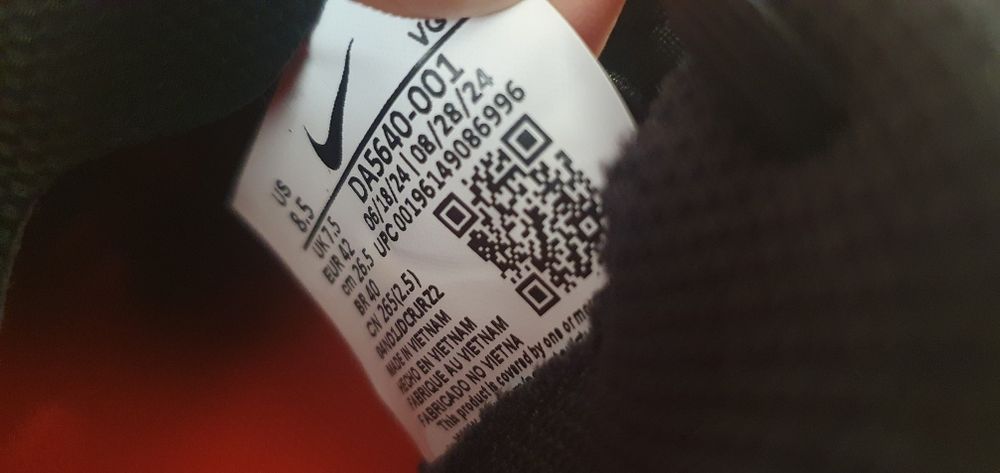 VG
DA5640-001
06/18/24 | 08/28/24
UPC 00196149086996
US
8.5
UK 7.5
EUR 42
cm 26.5
BR 40
CN 265(2.5)
MADE IN VIETNAM
HECHO EN VIETNAM
FABRIQUE AU VIETNAM
FABRICADO NO VIETNA
This product is covered by one or mo